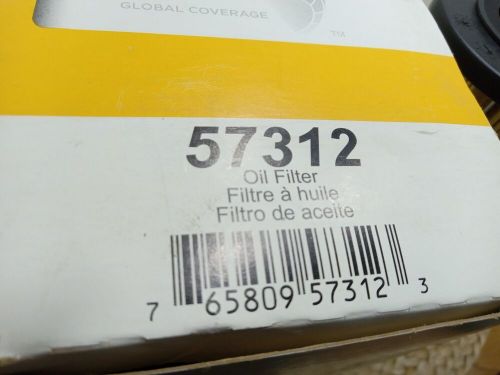 GLOBAL COVERAGE
TM
57312
Oil Filter
Filtre à huile
Filtro de aceite
7 65809 57312 3